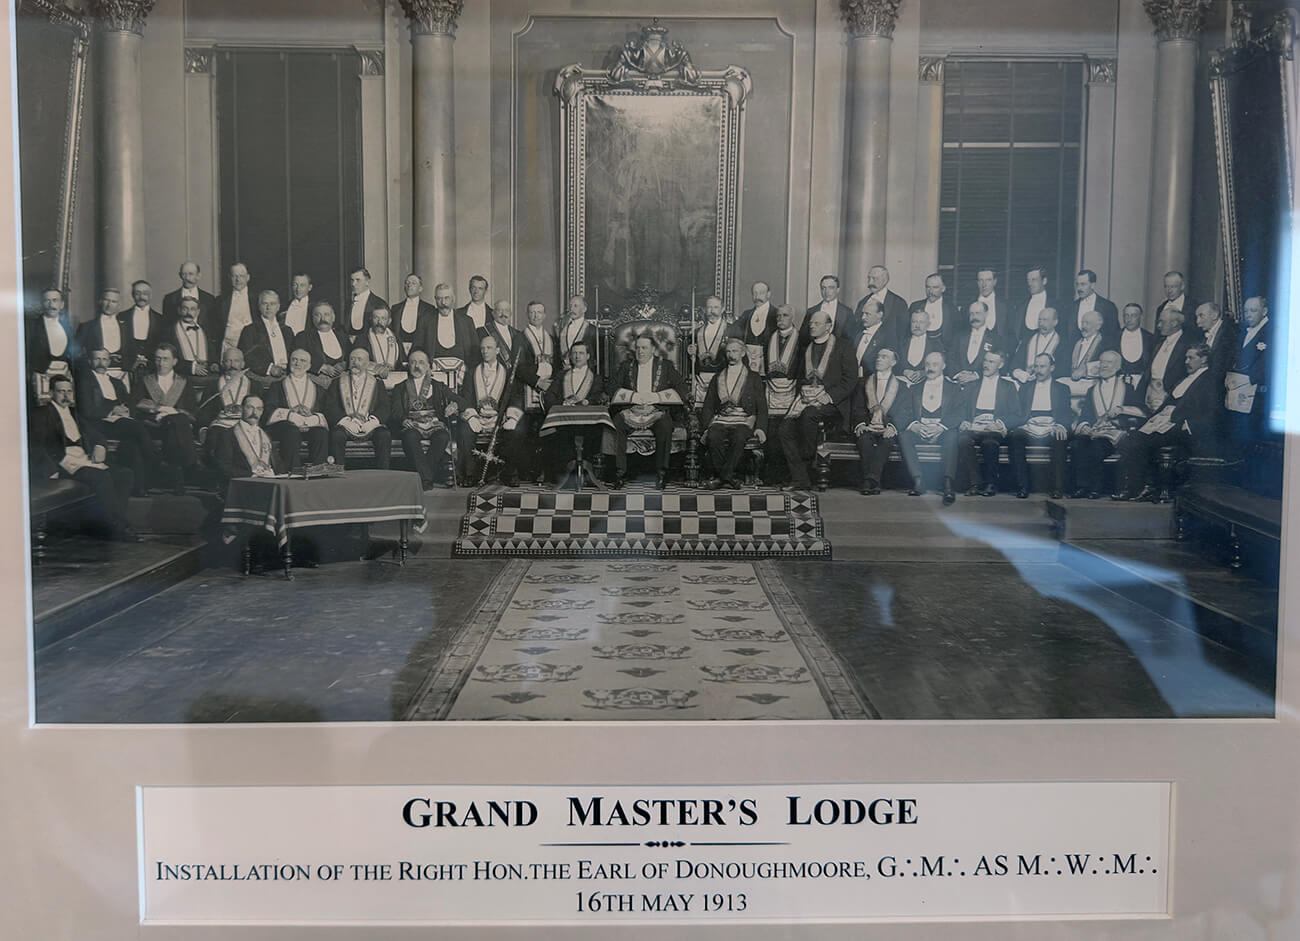 GRAND MASTER'S LODGE
INSTALLATION OF THE RIGHT HON.THE EARL OF DONOUGHMOORE, G∴M∴ AS M∴W∴M∴
16TH MAY 1913